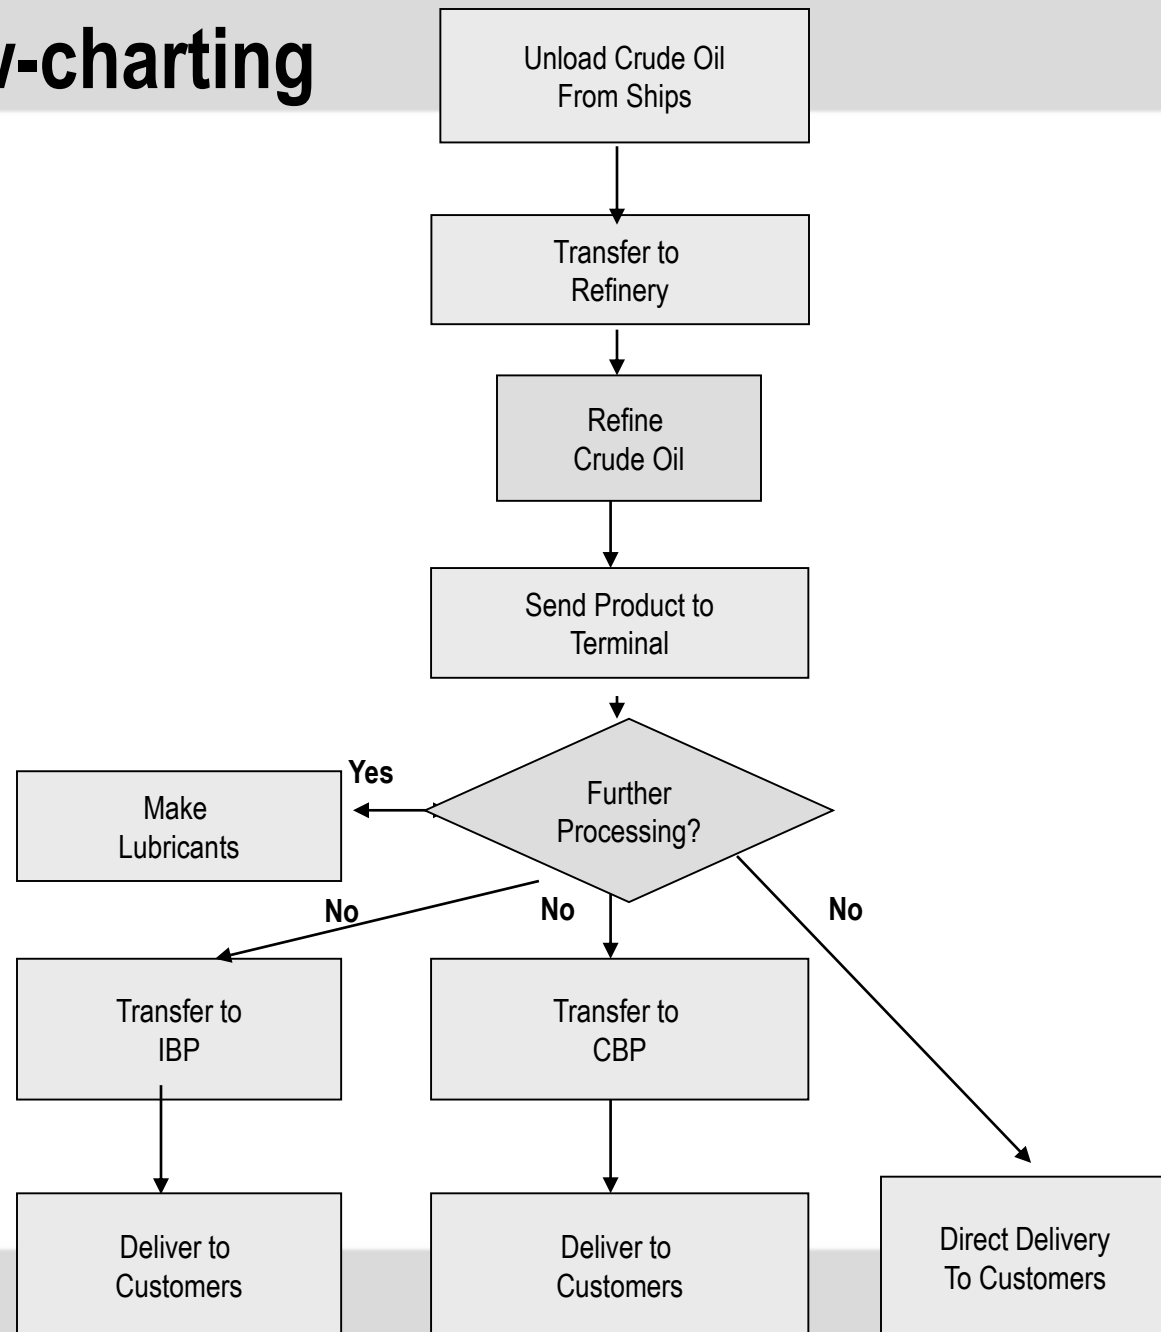 -charting
Unload Crude Oil
From Ships
Transfer to
Refinery
Refine
Crude Oil
Send Product to
Terminal
Further
Processing?
Yes
Make
Lubricants
No
No
No
Transfer to
IBP
Transfer to
CBP
Deliver to
Customers
Deliver to
Customers
Direct Delivery
To Customers